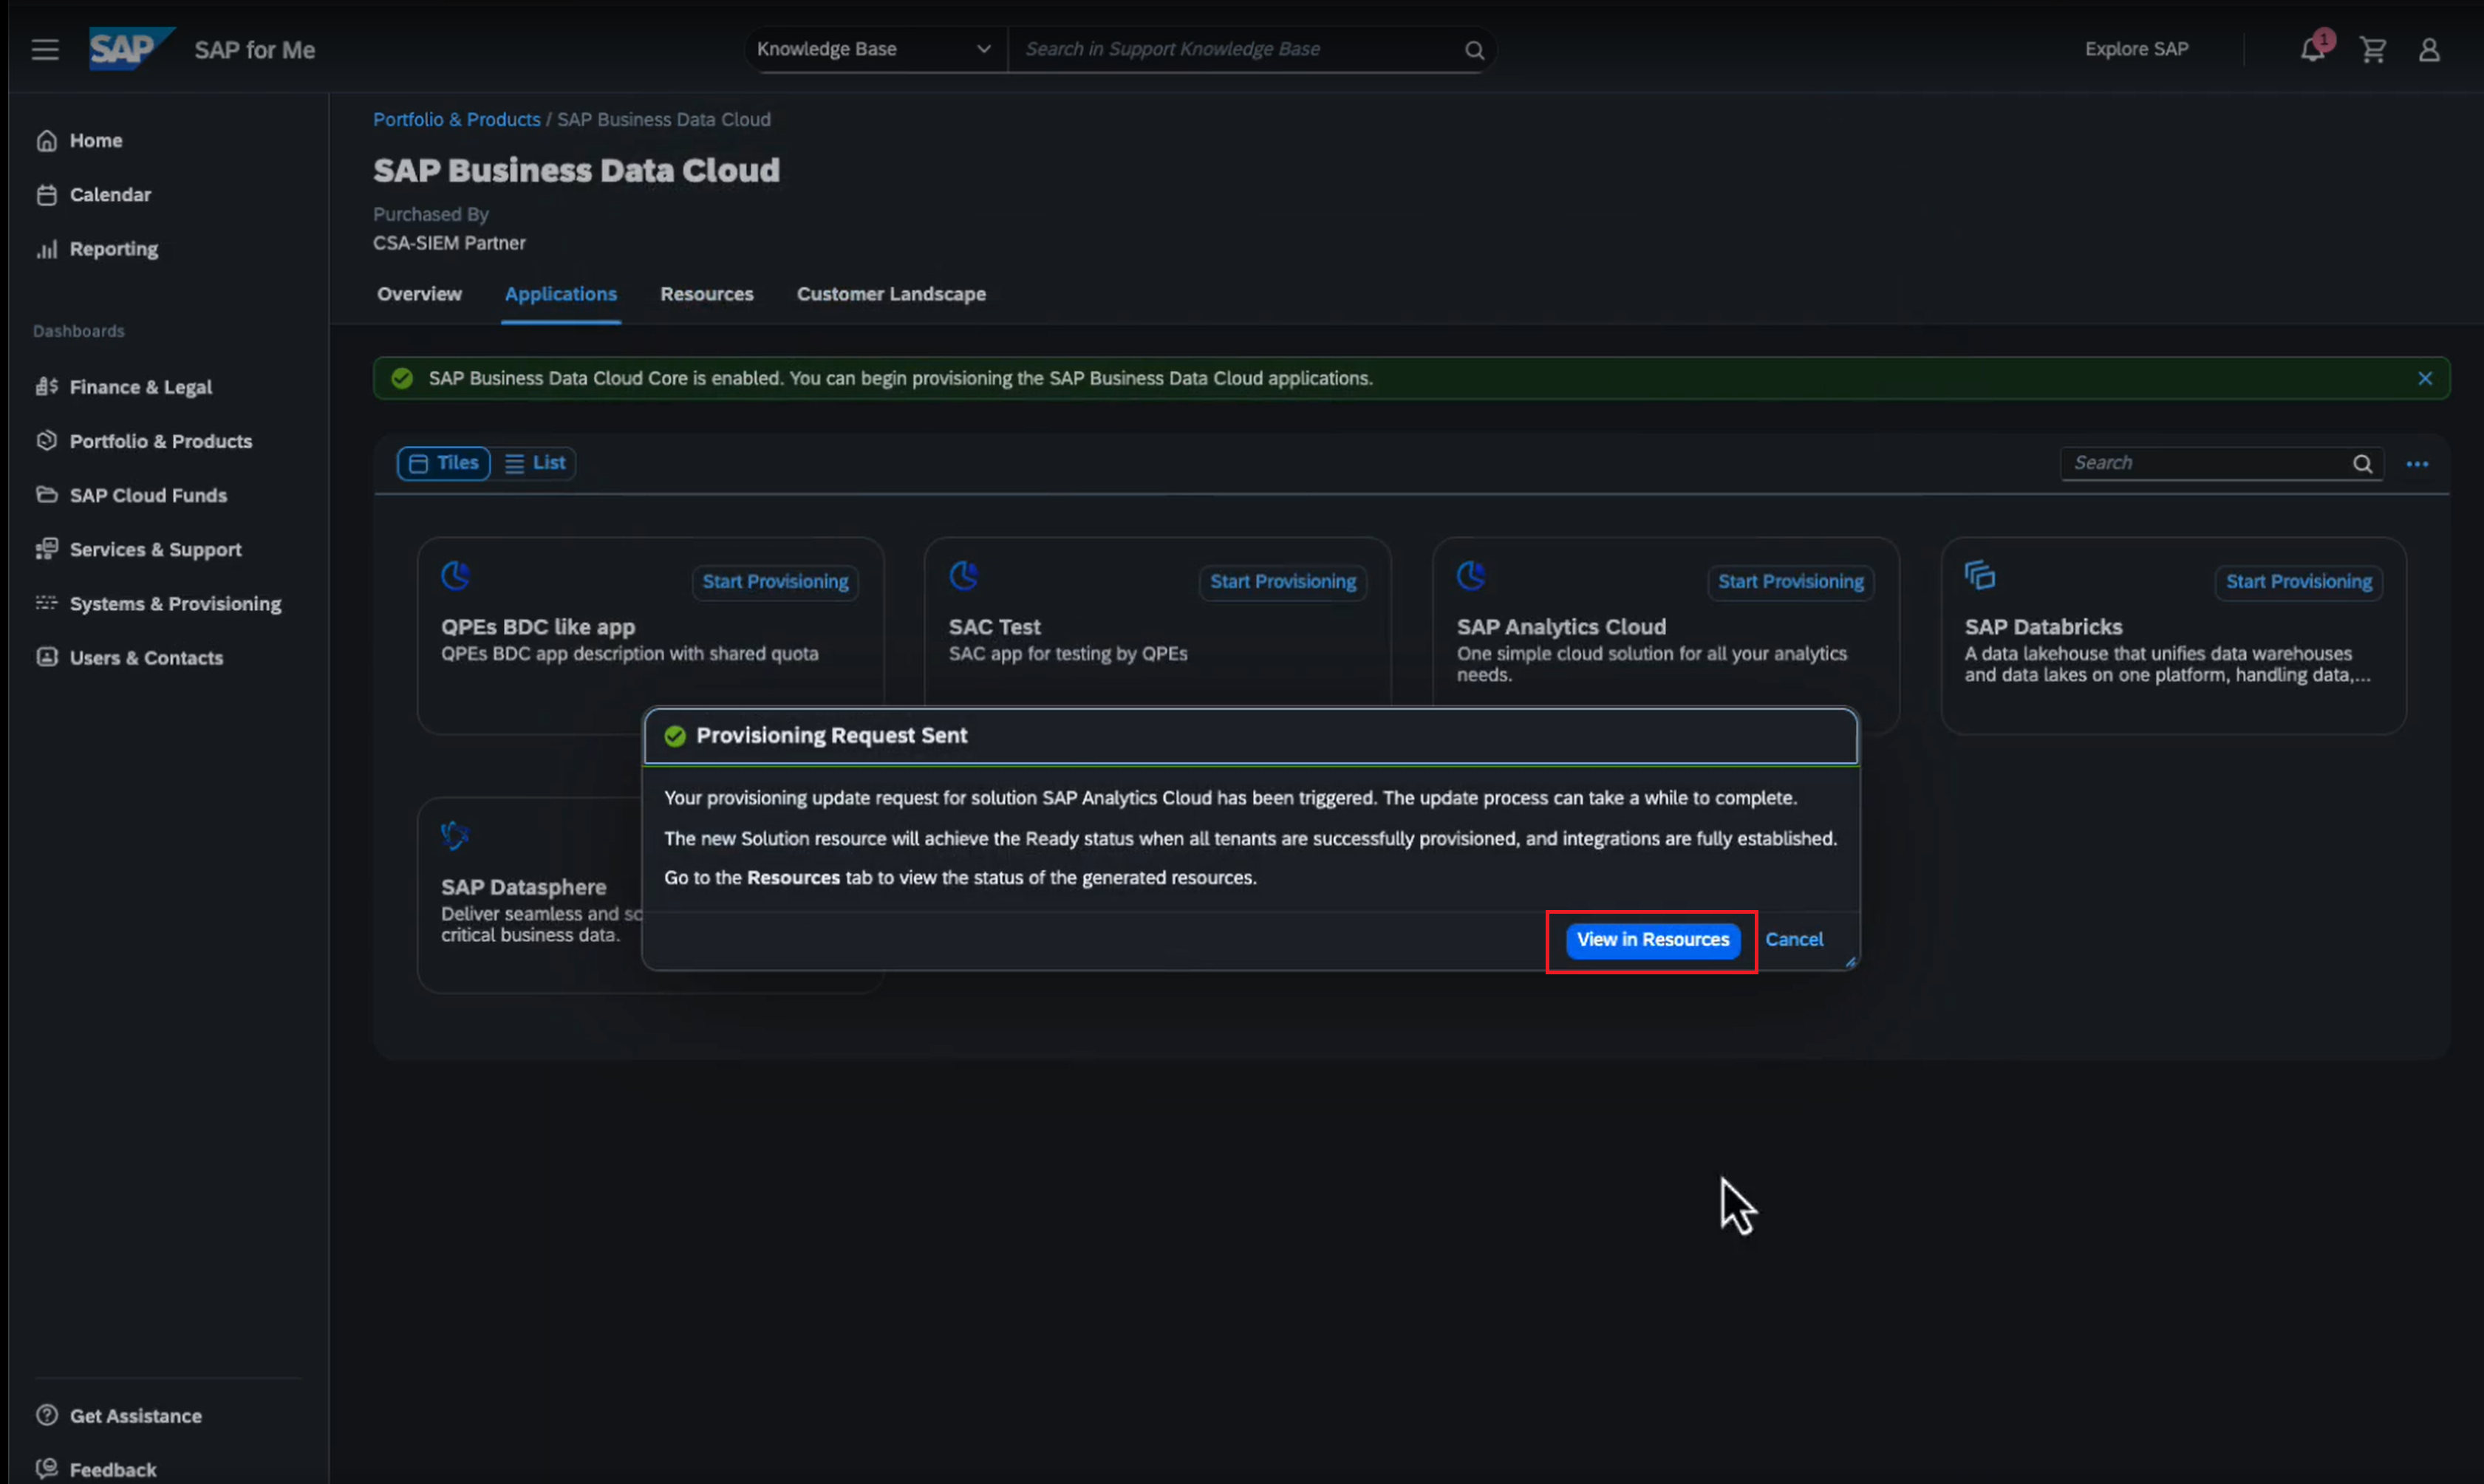 SAP
SAP for Me
Knowledge Base
Search in Support Knowledge Base
Explore SAP
1
Home
Calendar
Reporting
Dashboards
Finance & Legal
Portfolio & Products
SAP Cloud Funds
Services & Support
Systems & Provisioning
Users & Contacts
Get Assistance
Feedback
Portfolio & Products / SAP Business Data Cloud
SAP Business Data Cloud
Purchased By
CSA-SIEM Partner
Overview
Applications
Resources
Customer Landscape
SAP Business Data Cloud Core is enabled. You can begin provisioning the SAP Business Data Cloud applications.
Tiles
List
Search
Start Provisioning
QPEs BDC like app
QPEs BDC app description with shared quota
Start Provisioning
SAC Test
SAC app for testing by QPEs
Start Provisioning
SAP Analytics Cloud
One simple cloud solution for all your analytics
needs.
Start Provisioning
SAP Databricks
A data lakehouse that unifies data warehouses
and data lakes on one platform, handling data,...
SAP Datasphere
Deliver seamless and sc
critical business data.
Provisioning Request Sent
Your provisioning update request for solution SAP Analytics Cloud has been triggered. The update process can take a while to complete.
The new Solution resource will achieve the Ready status when all tenants are successfully provisioned, and integrations are fully established.
Go to the Resources tab to view the status of the generated resources.
View in Resources
Cancel